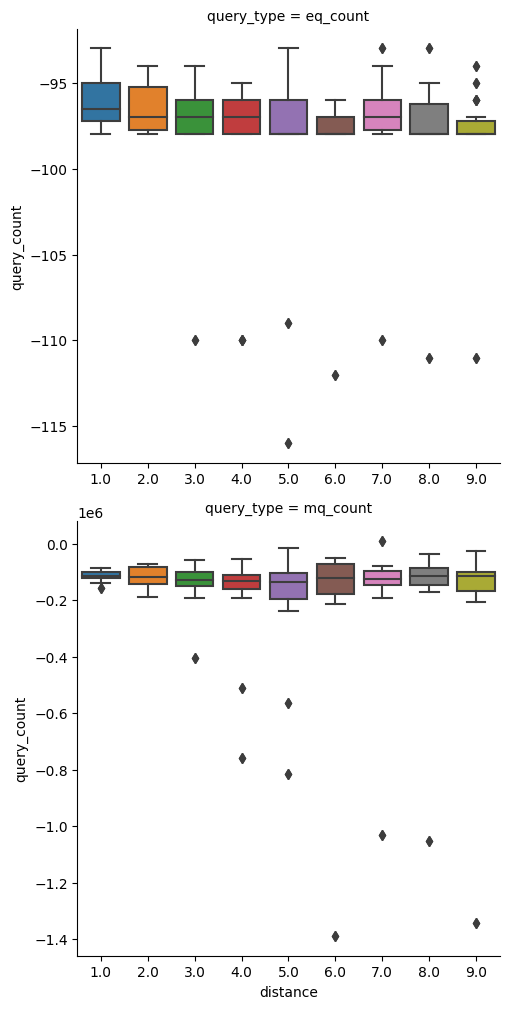 query_type = eq_count
−95
−100
−105
−110
−115
query_count
1.0 2.0 3.0 4.0 5.0 6.0 7.0 8.0 9.0
query_type = mq_count
1e6
0.0
−0.2
−0.4
−0.6
−0.8
−1.0
−1.2
−1.4
query_count
1.0 2.0 3.0 4.0 5.0 6.0 7.0 8.0 9.0
distance